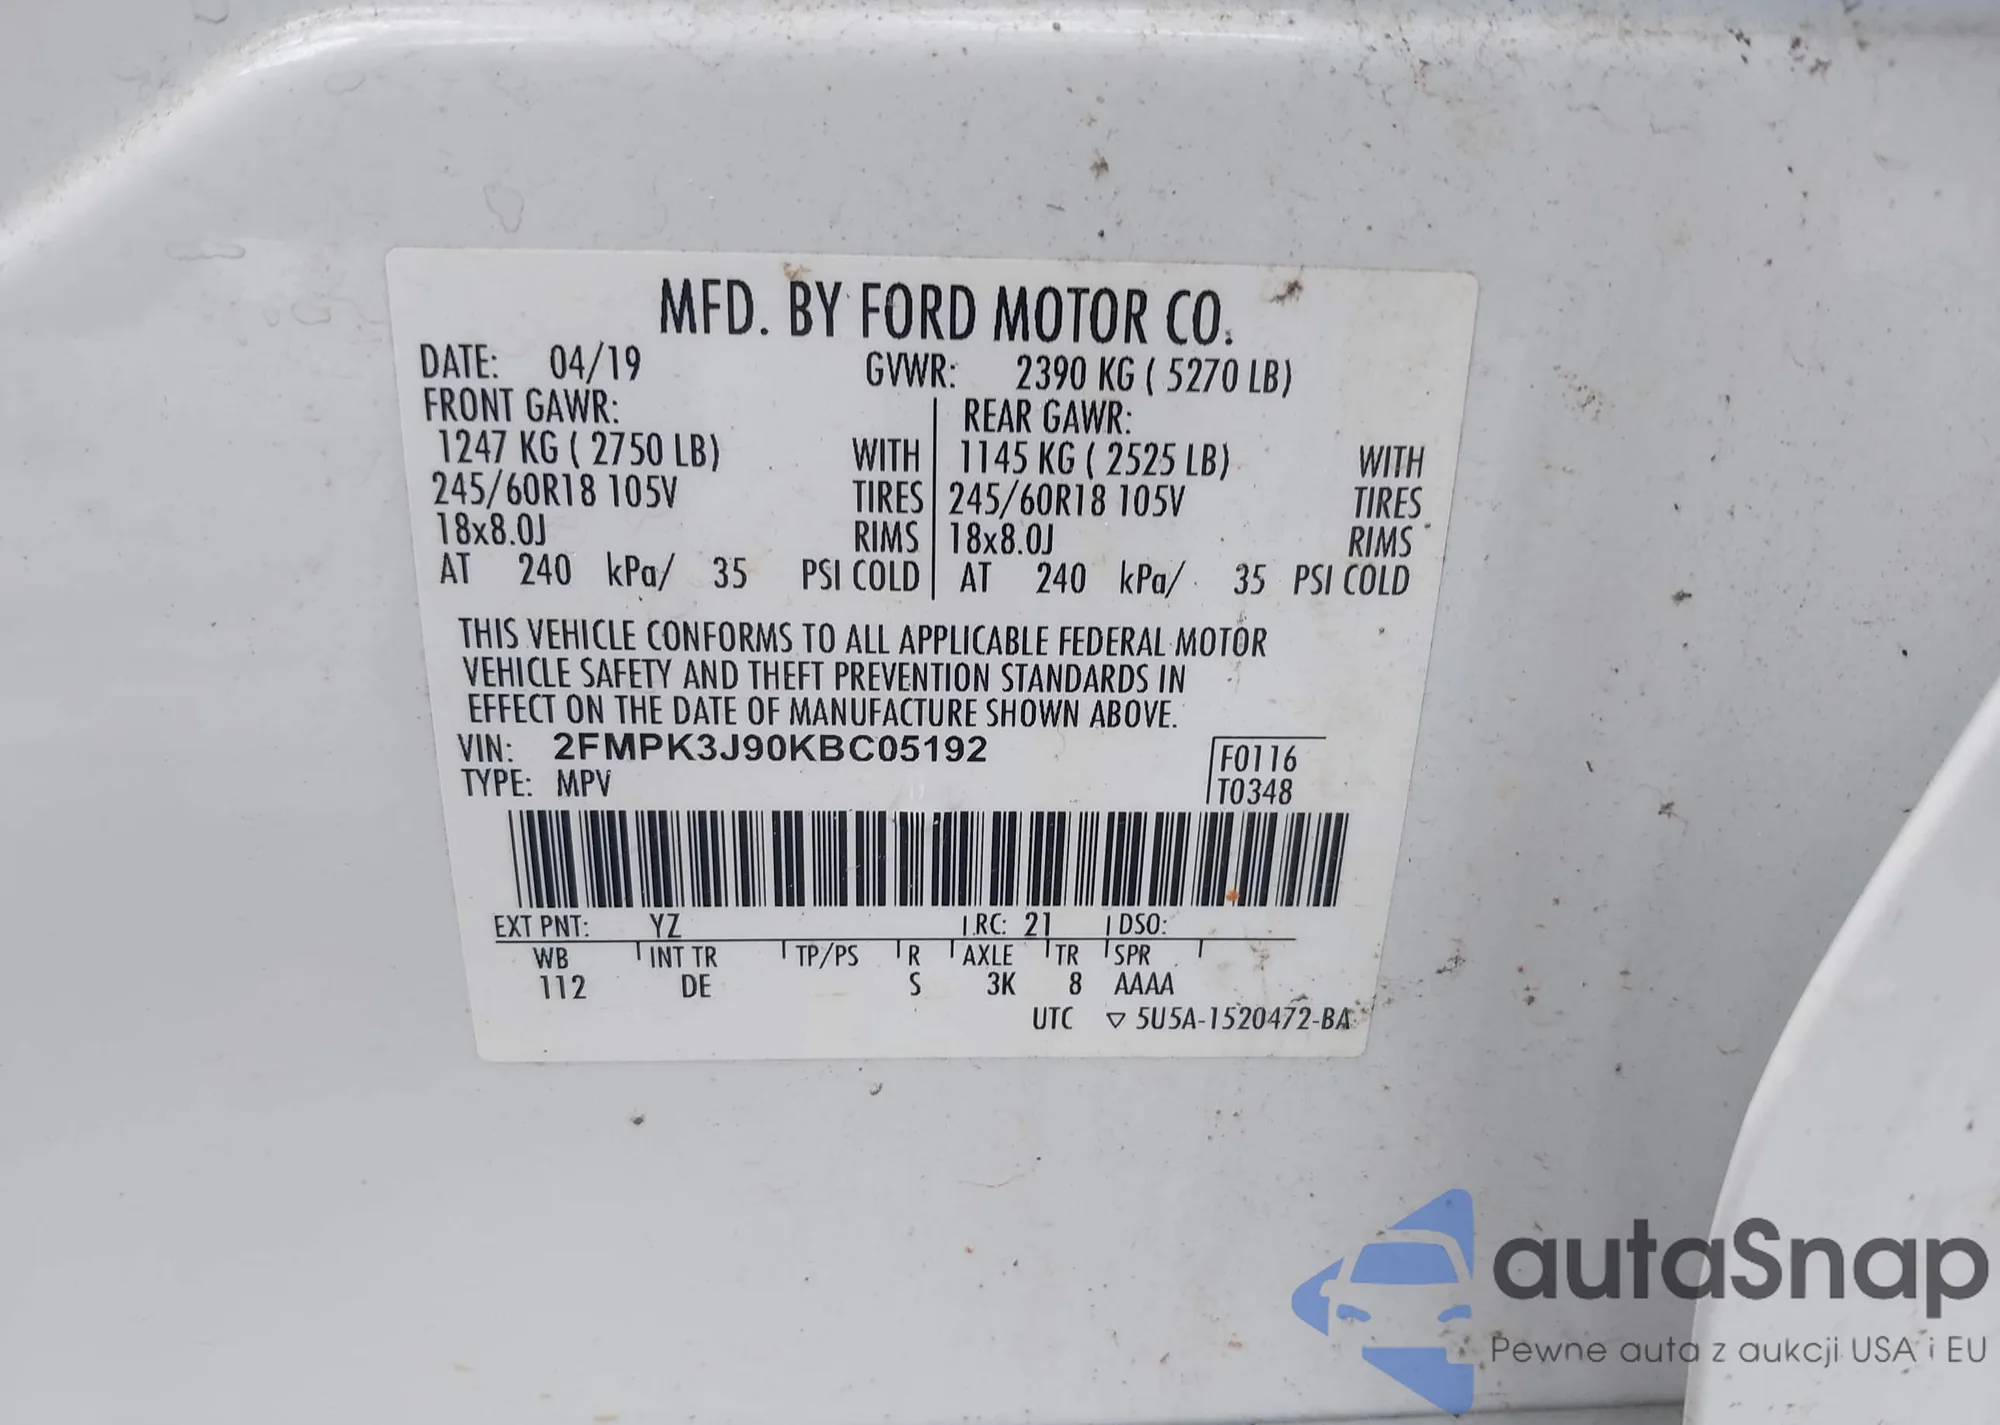 MFD. BY FORD MOTOR CO.
DATE: 04/19 GVWR: 2390 KG ( 5270 LB)
FRONT GAWR: REAR GAWR:
1247 KG ( 2750 LB) WITH 1145 KG ( 2525 LB) WITH
245/60R18 105V TIRES 245/60R18 105V TIRES
18x8.0J RIMS 18x8.0J RIMS
AT 240 kPa/ 35 PSI COLD AT 240 kPa/ 35 PSI COLD
THIS VEHICLE CONFORMS TO ALL APPLICABLE FEDERAL MOTOR
VEHICLE SAFETY AND THEFT PREVENTION STANDARDS IN
EFFECT ON THE DATE OF MANUFACTURE SHOWN ABOVE.
VIN: 2FMPK3J90KBC05192 F0116
TYPE: MPV T0348
EXT PNT: YZ RC: 21 DSO:
WB INT TR TP/PS R AXLE TR SPR
112 DE S 3K 8 AAAA
UTC ▽ 5U5A-1520472-BA
autaSnap
Pewne auta z aukcji USA i EU